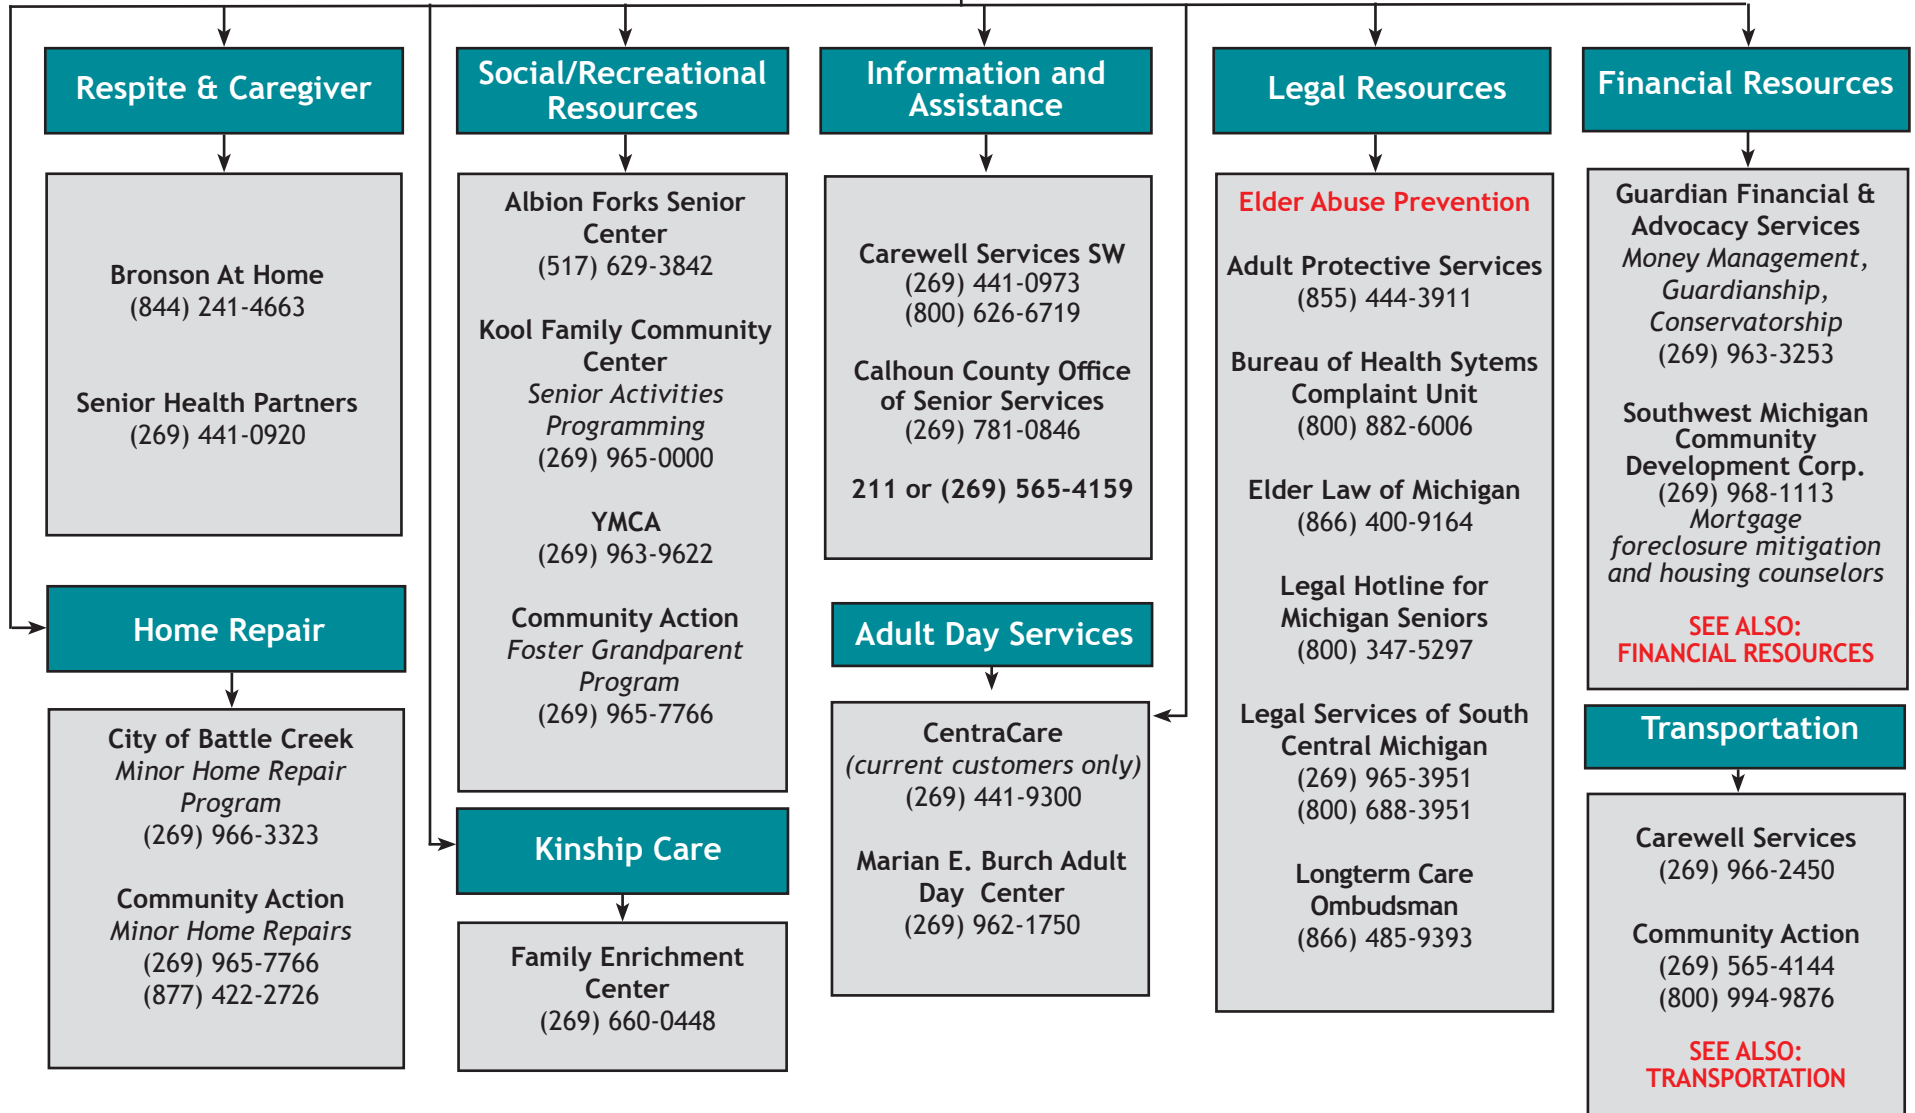 Respite & Caregiver
Bronson At Home
(844) 241-4663
Senior Health Partners
(269) 441-0920
Home Repair
City of Battle Creek
Minor Home Repair
Program
(269) 966-3323
Community Action
Minor Home Repairs
(269) 965-7766
(877) 422-2726
Social/Recreational
Resources
Albion Forks Senior
Center
(517) 629-3842
Kool Family Community
Center
Senior Activities
Programming
(269) 965-0000
YMCA
(269) 963-9622
Community Action
Foster Grandparent
Program
(269) 965-7766
Kinship Care
Family Enrichment
Center
(269) 660-0448
Information and
Assistance
Carewell Services SW
(269) 441-0973
(800) 626-6719
Calhoun County Office
of Senior Services
(269) 781-0846
211 or (269) 565-4159
Adult Day Services
CentraCare
(current customers only)
(269) 441-9300
Marian E. Burch Adult
Day Center
(269) 962-1750
Legal Resources
Elder Abuse Prevention
Adult Protective Services
(855) 444-3911
Bureau of Health Sytems
Complaint Unit
(800) 882-6006
Elder Law of Michigan
(866) 400-9164
Legal Hotline for
Michigan Seniors
(800) 347-5297
Legal Services of South
Central Michigan
(269) 965-3951
(800) 688-3951
Longterm Care
Ombudsman
(866) 485-9393
Financial Resources
Guardian Financial &
Advocacy Services
Money Management,
Guardianship,
Conservatorship
(269) 963-3253
Southwest Michigan
Community
Development Corp.
(269) 968-1113
Mortgage
foreclosure mitigation
and housing counselors
SEE ALSO:
FINANCIAL RESOURCES
Transportation
Carewell Services
(269) 966-2450
Community Action
(269) 565-4144
(800) 994-9876
SEE ALSO:
TRANSPORTATION